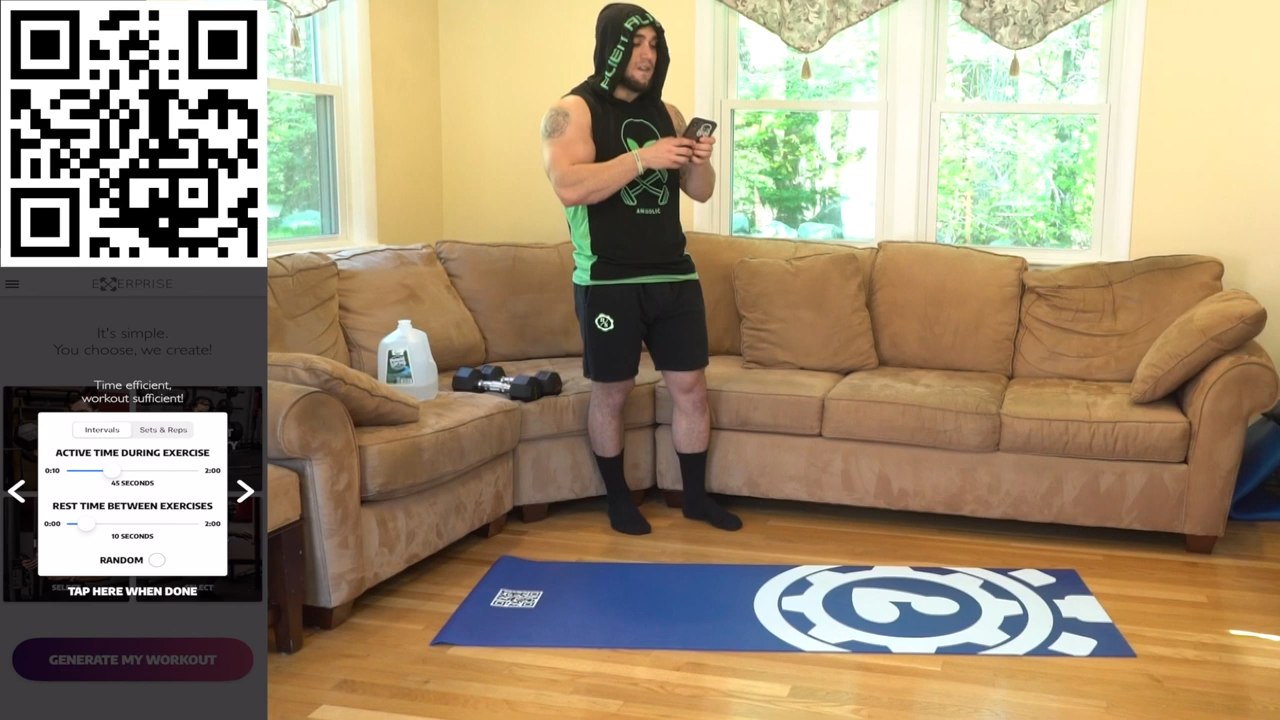 EXERPRISE
It's simple.
You choose, we create!
Time efficient,
workout sufficient!
Intervals Sets & Reps
ACTIVE TIME DURING EXERCISE
0:10 2:00
45 SECONDS
REST TIME BETWEEN EXERCISES
0:00 2:00
10 SECONDS
RANDOM
TAP HERE WHEN DONE
GENERATE MY WORKOUT
ANABOLIC